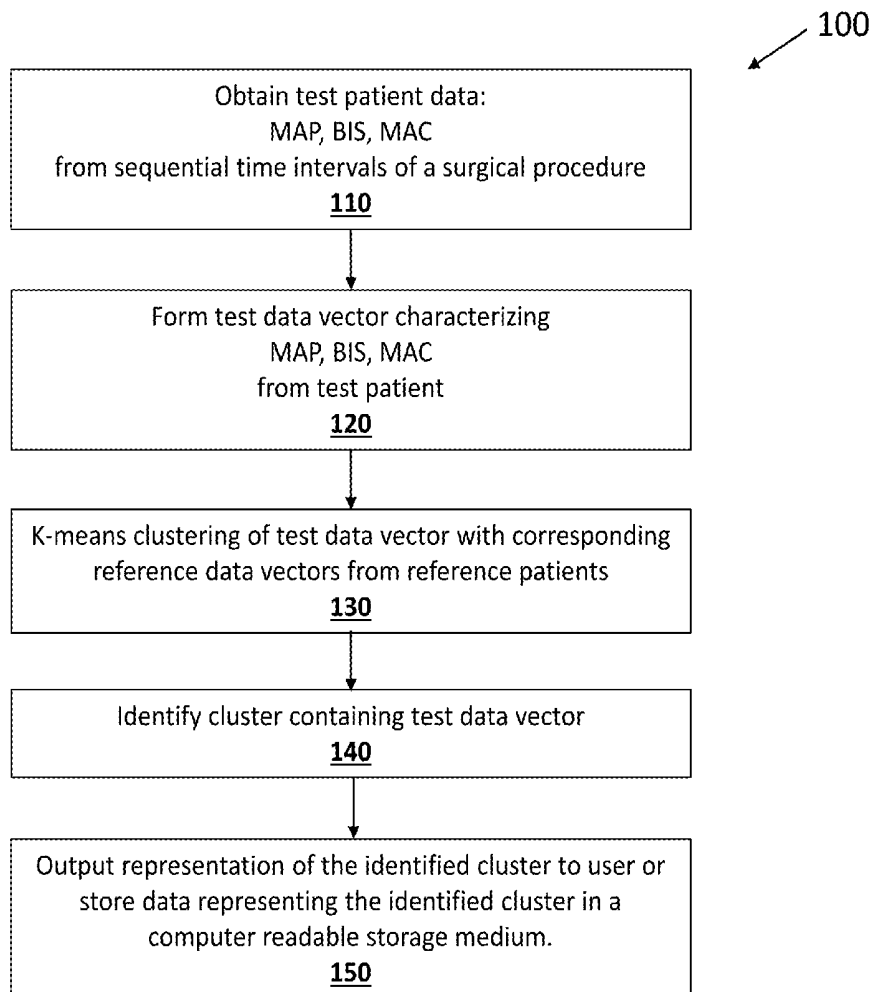 100
Obtain test patient data:
MAP, BIS, MAC
from sequential time intervals of a surgical procedure
110
Form test data vector characterizing
MAP, BIS, MAC
from test patient
120
K-means clustering of test data vector with corresponding
reference data vectors from reference patients
130
Identify cluster containing test data vector
140
Output representation of the identified cluster to user or
store data representing the identified cluster in a
computer readable storage medium.
150